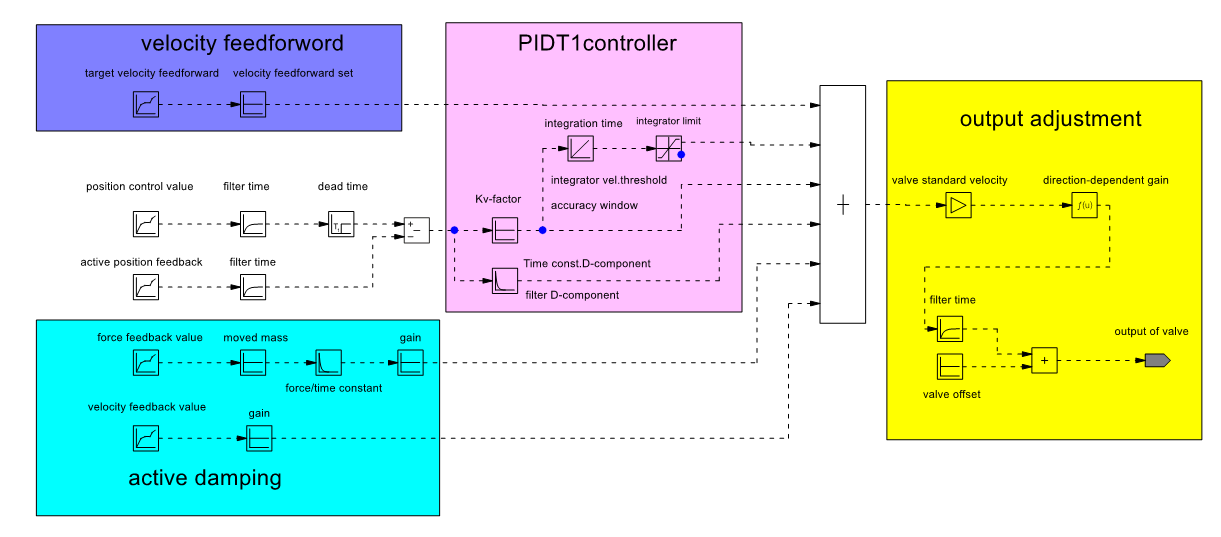 velocity feedforword
target velocity feedforward
velocity feedforward set
position control value
filter time
dead time
active position feedback
filter time
+
−
PIDT1controller
integration time
integrator limit
integrator vel.threshold
accuracy window
Kv-factor
Time const.D-component
filter D-component
force feedback value
moved mass
gain
force/time constant
velocity feedback value
gain
active damping
+
output adjustment
valve standard velocity
direction-dependent gain
f(u)
filter time
output of valve
+
valve offset